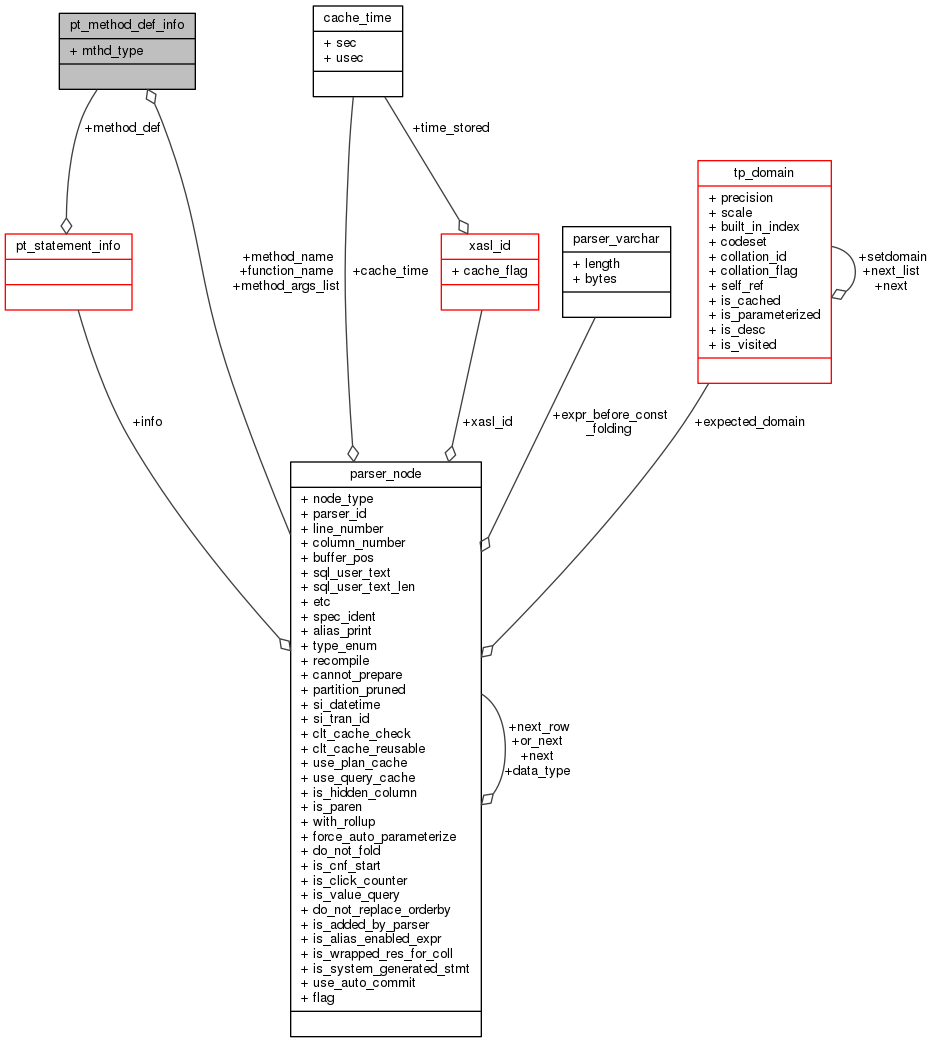 pt_method_def_info
+ mthd_type
cache_time
+ sec
+ usec
+method_def
+time_stored
tp_domain
+ precision
+ scale
+ built_in_index
+ codeset
+ collation_id
+ collation_flag
+ self_ref
+ is_cached
+ is_parameterized
+ is_desc
+ is_visited
+setdomain
+next_list
+next
pt_statement_info
xasl_id
+ cache_flag
parser_varchar
+ length
+ bytes
+method_name
+function_name
+method_args_list
+cache_time
+info
+xasl_id
+expr_before_const
_folding
+expected_domain
parser_node
+ node_type
+ parser_id
+ line_number
+ column_number
+ buffer_pos
+ sql_user_text
+ sql_user_text_len
+ etc
+ spec_ident
+ alias_print
+ type_enum
+ recompile
+ cannot_prepare
+ partition_pruned
+ si_datetime
+ si_tran_id
+ clt_cache_check
+ clt_cache_reusable
+ use_plan_cache
+ use_query_cache
+ is_hidden_column
+ is_paren
+ with_rollup
+ force_auto_parameterize
+ do_not_fold
+ is_cnf_start
+ is_click_counter
+ is_value_query
+ do_not_replace_orderby
+ is_added_by_parser
+ is_alias_enabled_expr
+ is_wrapped_res_for_coll
+ is_system_generated_stmt
+ use_auto_commit
+ flag
+next_row
+or_next
+next
+data_type